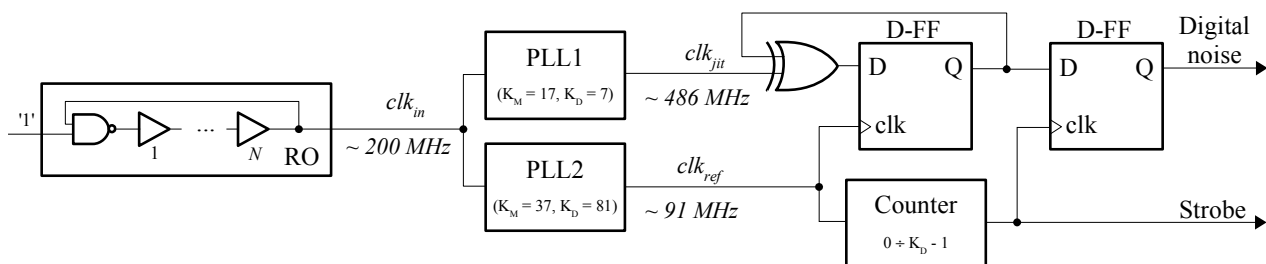 '1'
1
...
N
RO
clk_in
~ 200 MHz
PLL1
(K_M = 17, K_D = 7)
PLL2
(K_M = 37, K_D = 81)
clk_jit
~ 486 MHz
clk_ref
~ 91 MHz
D-FF
D
Q
clk
Counter
0 ÷ K_D - 1
D-FF
D
Q
clk
Digital
noise
Strobe